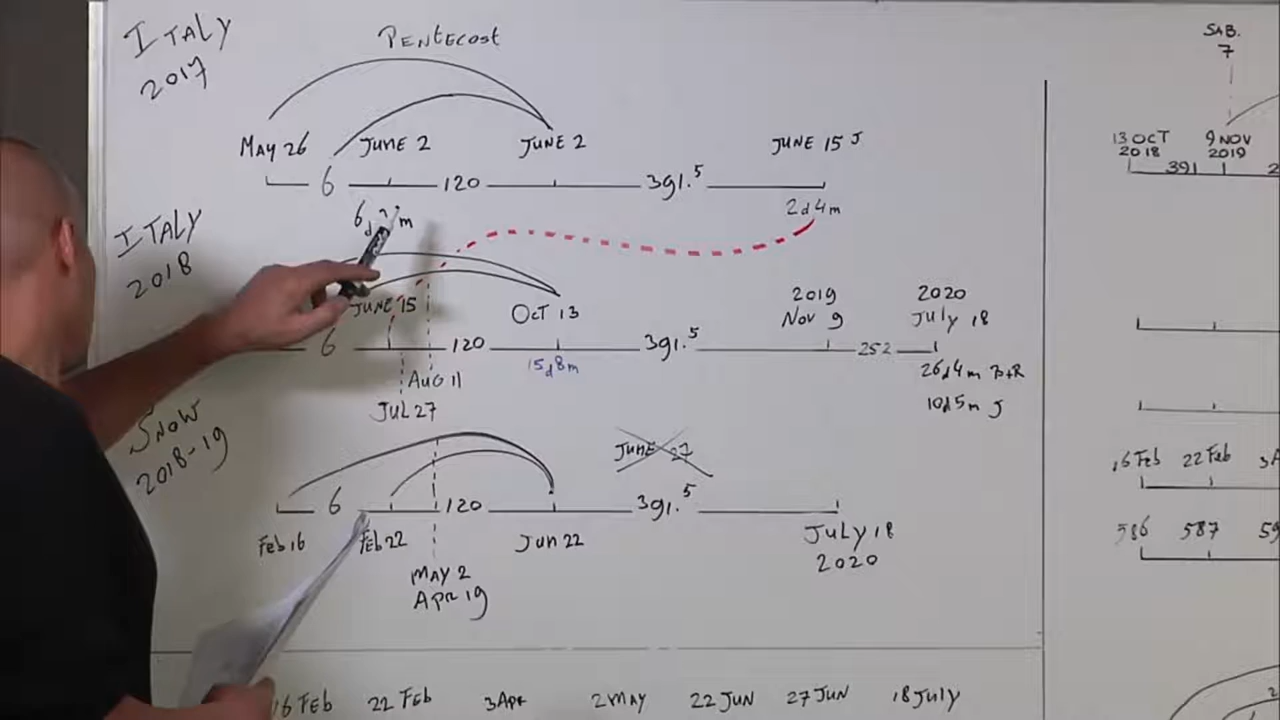 ITALY
2017
PENTECOST
MAY 26
JUNE 2
JUNE 2
JUNE 15 J
6
120
391.5
2d4m
ITALY
2018
JUNE 15
OCT 13
2019
NOV 9
2020
July 18
6
120
391.5
252
15d8m
26d4m B+R
10d5m J
AUG 11
JUL 27
SNOW
2018-19
JUNE 27
6
120
391.5
Feb 16
Feb 22
Jun 22
July 18
2020
MAY 2
Apr 19
16 Feb
22 Feb
3 Apr
2 MAY
22 JUN
27 JUN
18 July
SAB.
7
13 OCT
2018
9 NOV
2019
391
2
16 Feb
22 Feb
3A
586
587
59